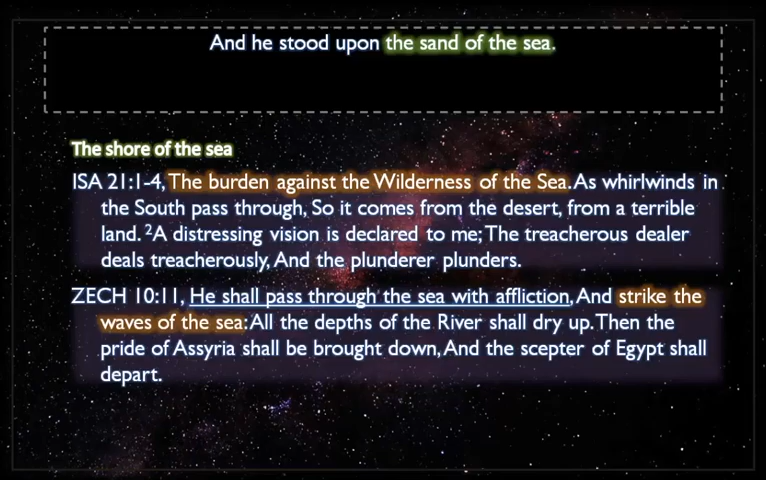 And he stood upon the sand of the sea.
The shore of the sea
ISA 21:1-4, The burden against the Wilderness of the Sea. As whirlwinds in
the South pass through, So it comes from the desert, from a terrible
land. ²A distressing vision is declared to me; The treacherous dealer
deals treacherously, And the plunderer plunders.
ZECH 10:11, He shall pass through the sea with affliction, And strike the
waves of the sea: All the depths of the River shall dry up. Then the
pride of Assyria shall be brought down, And the scepter of Egypt shall
depart.